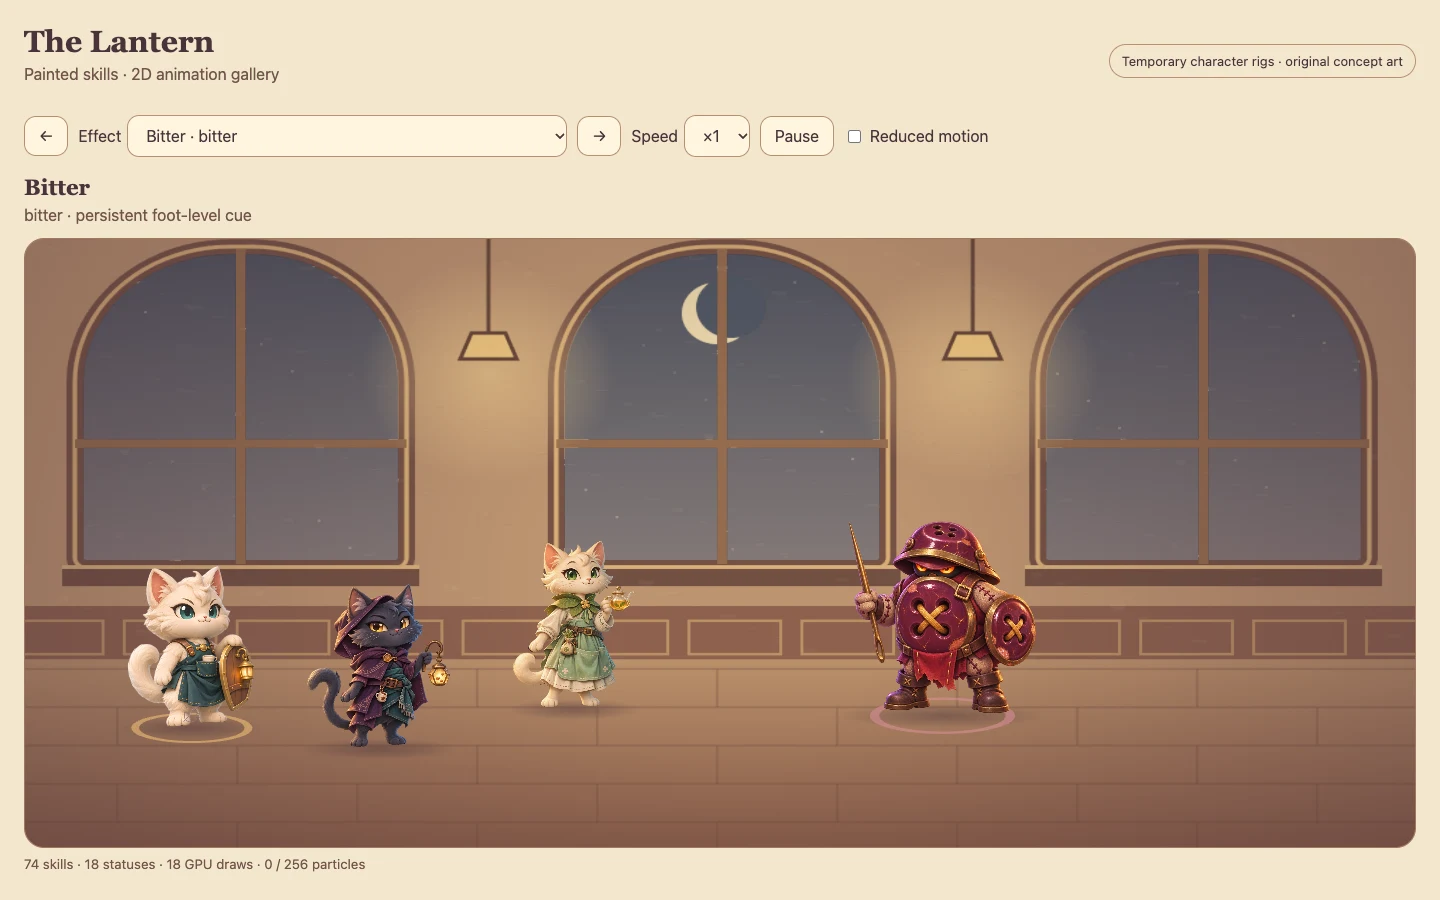 The Lantern
Painted skills · 2D animation gallery
Temporary character rigs · original concept art
← Effect Bitter · bitter → Speed ×1 Pause Reduced motion
Bitter
bitter · persistent foot-level cue
74 skills · 18 statuses · 18 GPU draws · 0 / 256 particles